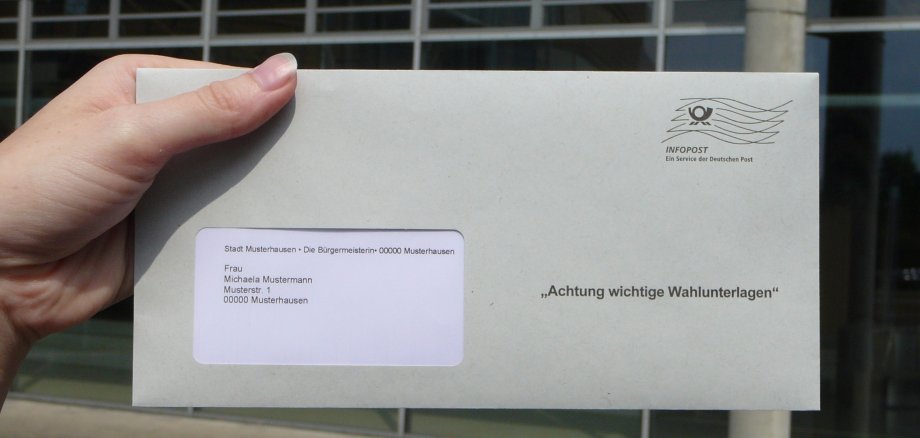 INFOPOST
Ein Service der Deutschen Post
Stadt Musterhausen • Die Bürgermeisterin• 00000 Musterhausen
Frau
Michaela Mustermann
Musterstr. 1
00000 Musterhausen
„Achtung wichtige Wahlunterlagen“